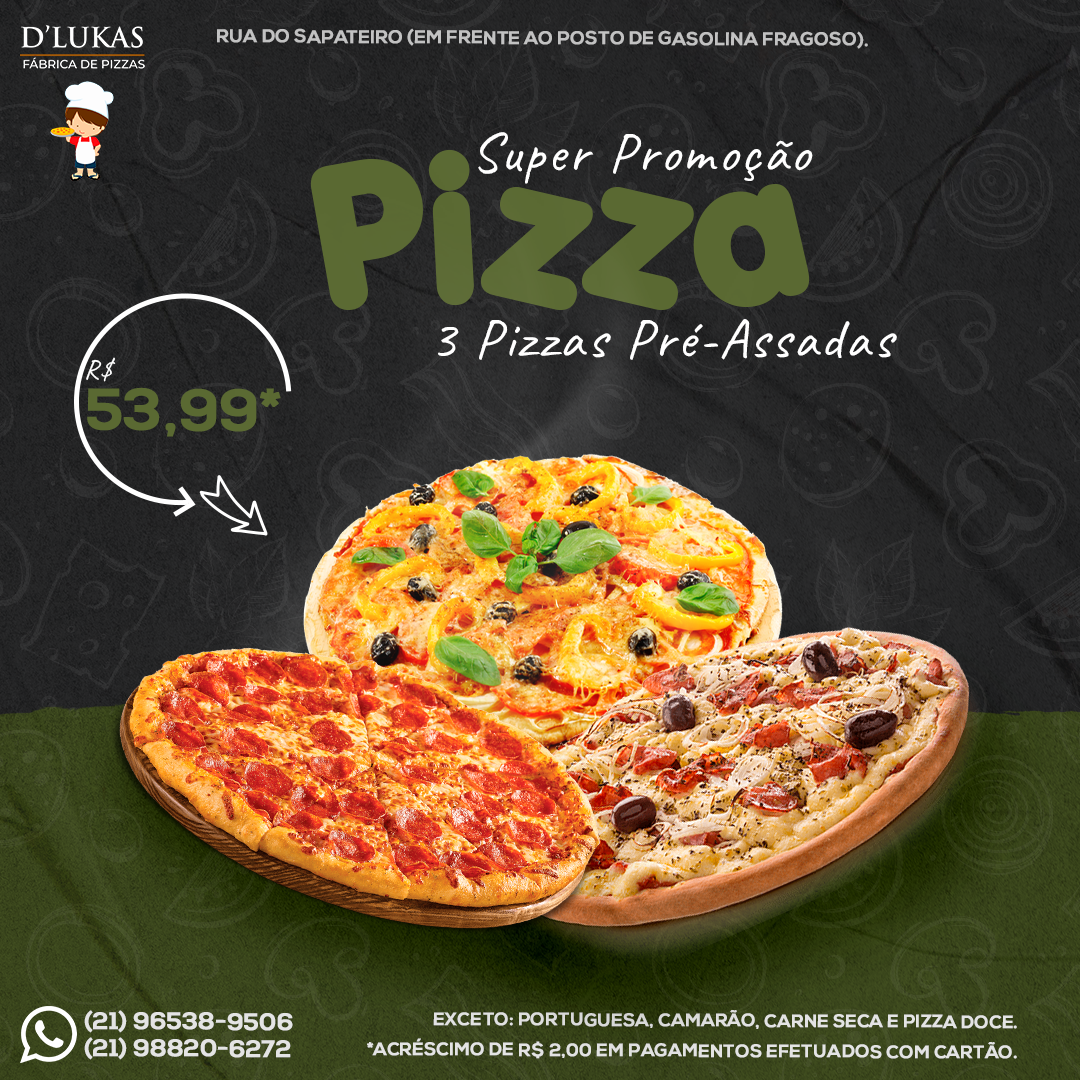 D'LUKAS
FÁBRICA DE PIZZAS
RUA DO SAPATEIRO (EM FRENTE AO POSTO DE GASOLINA FRAGOSO).
Super Promoção
Pizza
3 Pizzas Pré-Assadas
R$
53,99*
(21) 96538-9506
(21) 98820-6272
EXCETO: PORTUGUESA, CAMARÃO, CARNE SECA E PIZZA DOCE.
*ACRÉSCIMO DE R$ 2,00 EM PAGAMENTOS EFETUADOS COM CARTÃO.